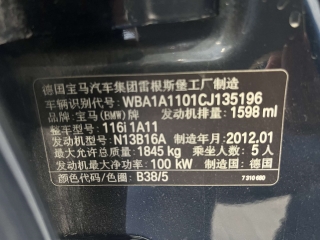 德国宝马汽车集团雷根斯堡工厂制造
车辆识别代号: WBA1A1101CJ135196
品牌: 宝马(BMW)牌 发动机排量: 1598 ml
整车型号: 116i 1A11
发动机型号: N13B16A 制造年月: 2012.01
最大允许总质量: 1845 kg 乘坐人数: 5 人
发动机最大净功率: 100 kW 制造国: 德国
颜色代码/色圈: B38/5
7 310 680